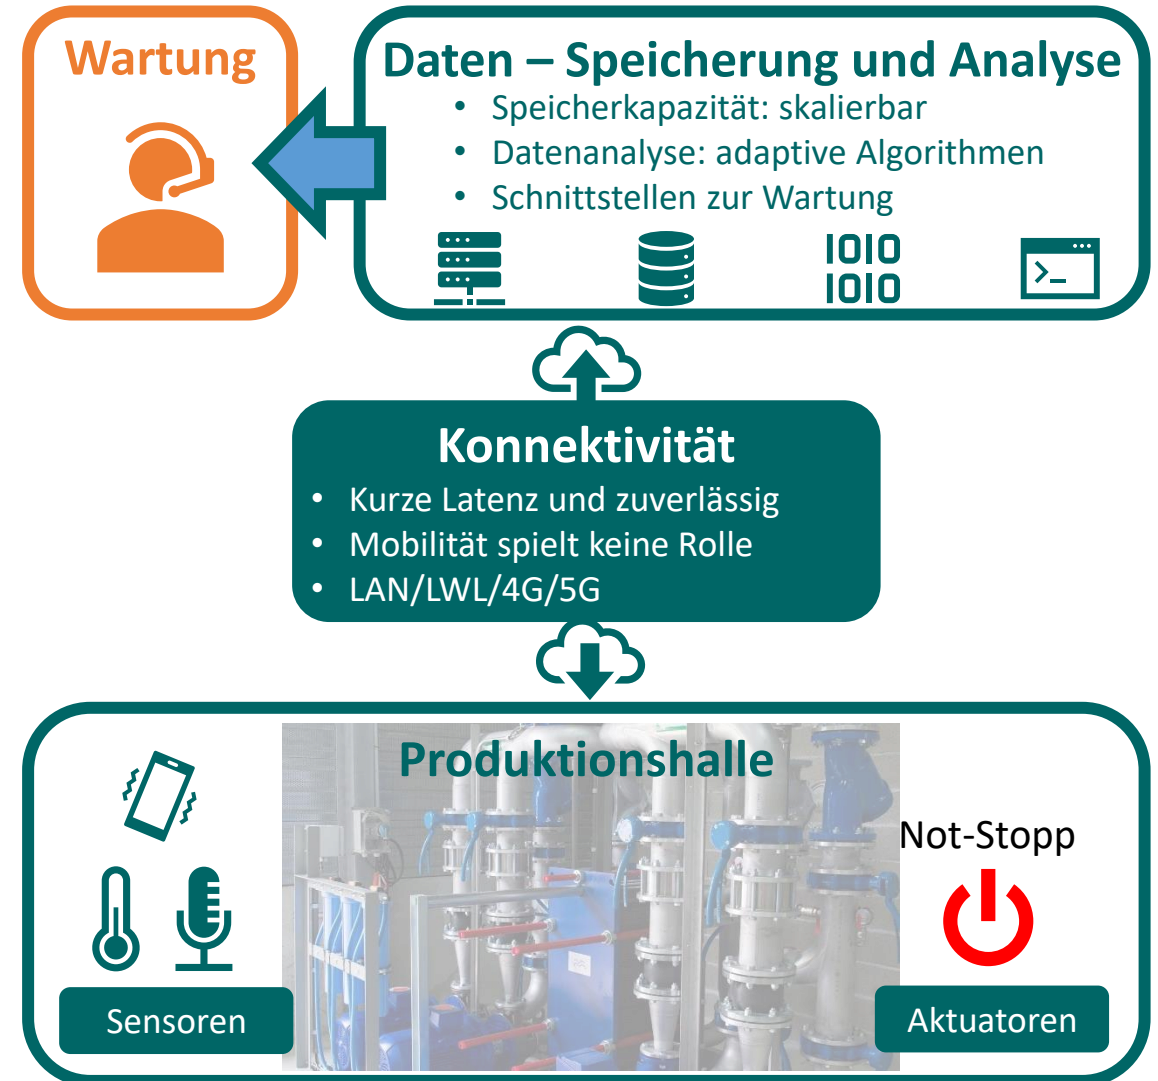 Wartung
Daten – Speicherung und Analyse
• Speicherkapazität: skalierbar
• Datenanalyse: adaptive Algorithmen
• Schnittstellen zur Wartung
1010
1010
>_
Konnektivität
• Kurze Latenz und zuverlässig
• Mobilität spielt keine Rolle
• LAN/LWL/4G/5G
Produktionshalle
Not-Stopp
Sensoren
Aktuatoren